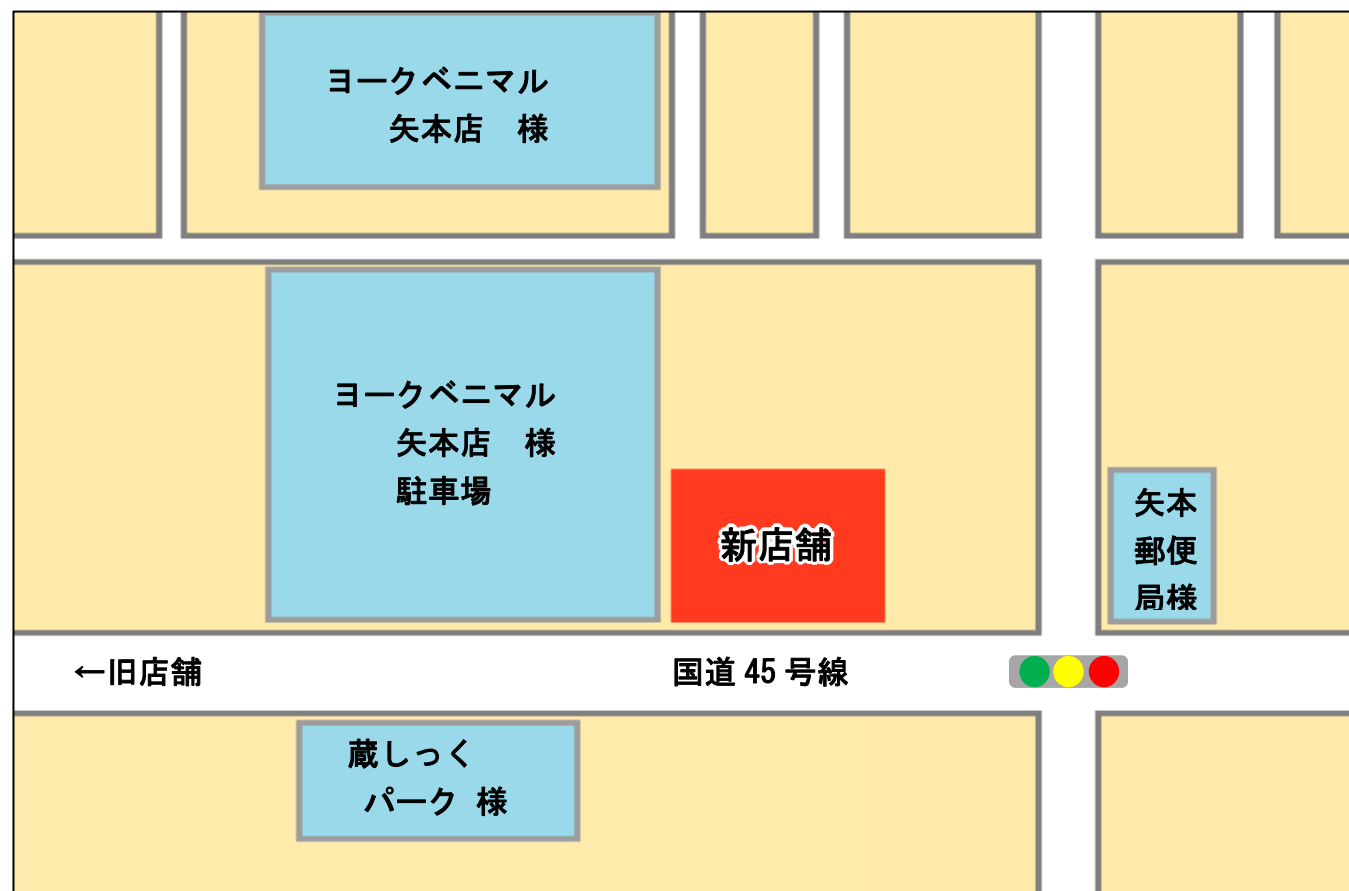 ヨークベニマル
矢本店　様
ヨークベニマル
矢本店　様
駐車場
新店舗
矢本
郵便
局様
←旧店舗
国道 45 号線
蔵しっく
パーク 様